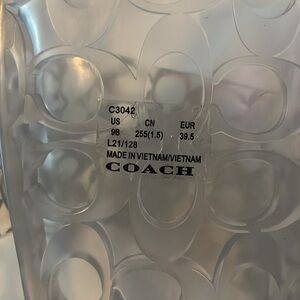 C3042
US CN EUR
9B 255(1.5) 39.5
L21/128
MADE IN VIETNAM/VIETNAM
COACH